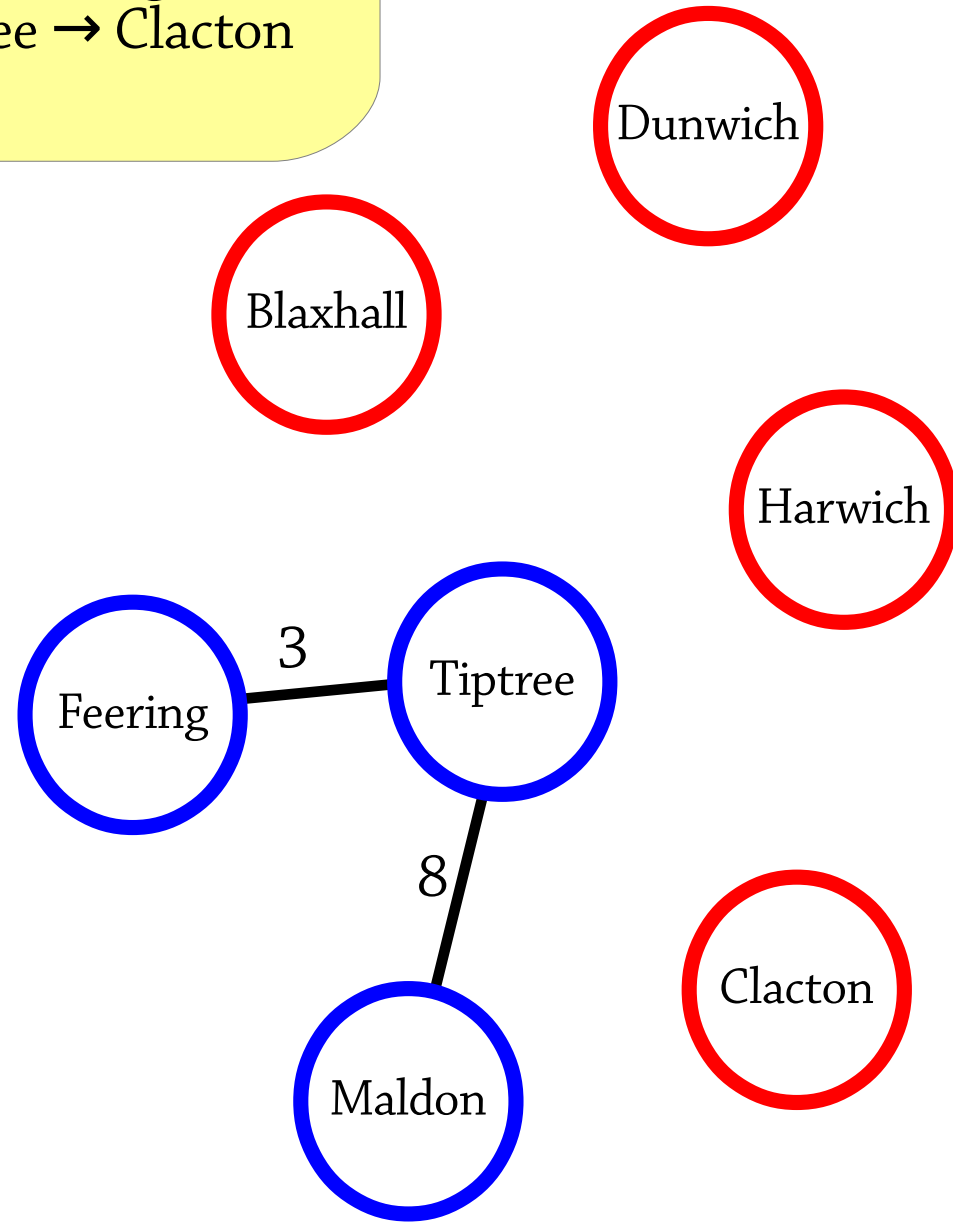 → Clacton
Dunwich
Blaxhall
Harwich
3
Tiptree
Feering
8
Clacton
Maldon